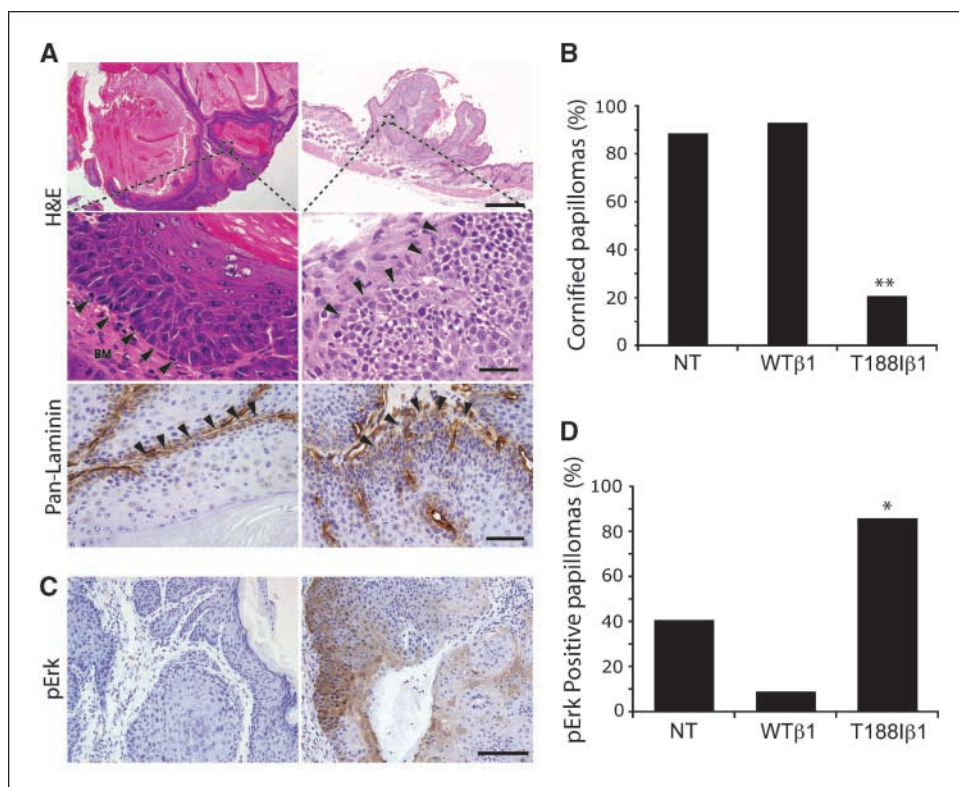 A
H&E
BM
Pan-Laminin
C
pErk
B
Cornified papillomas (%)
100
80
60
40
20
0
**
NT
WTβ1
T188Iβ1
D
pErk Positive papillomas (%)
100
80
60
40
20
0
*
NT
WTβ1
T188Iβ1